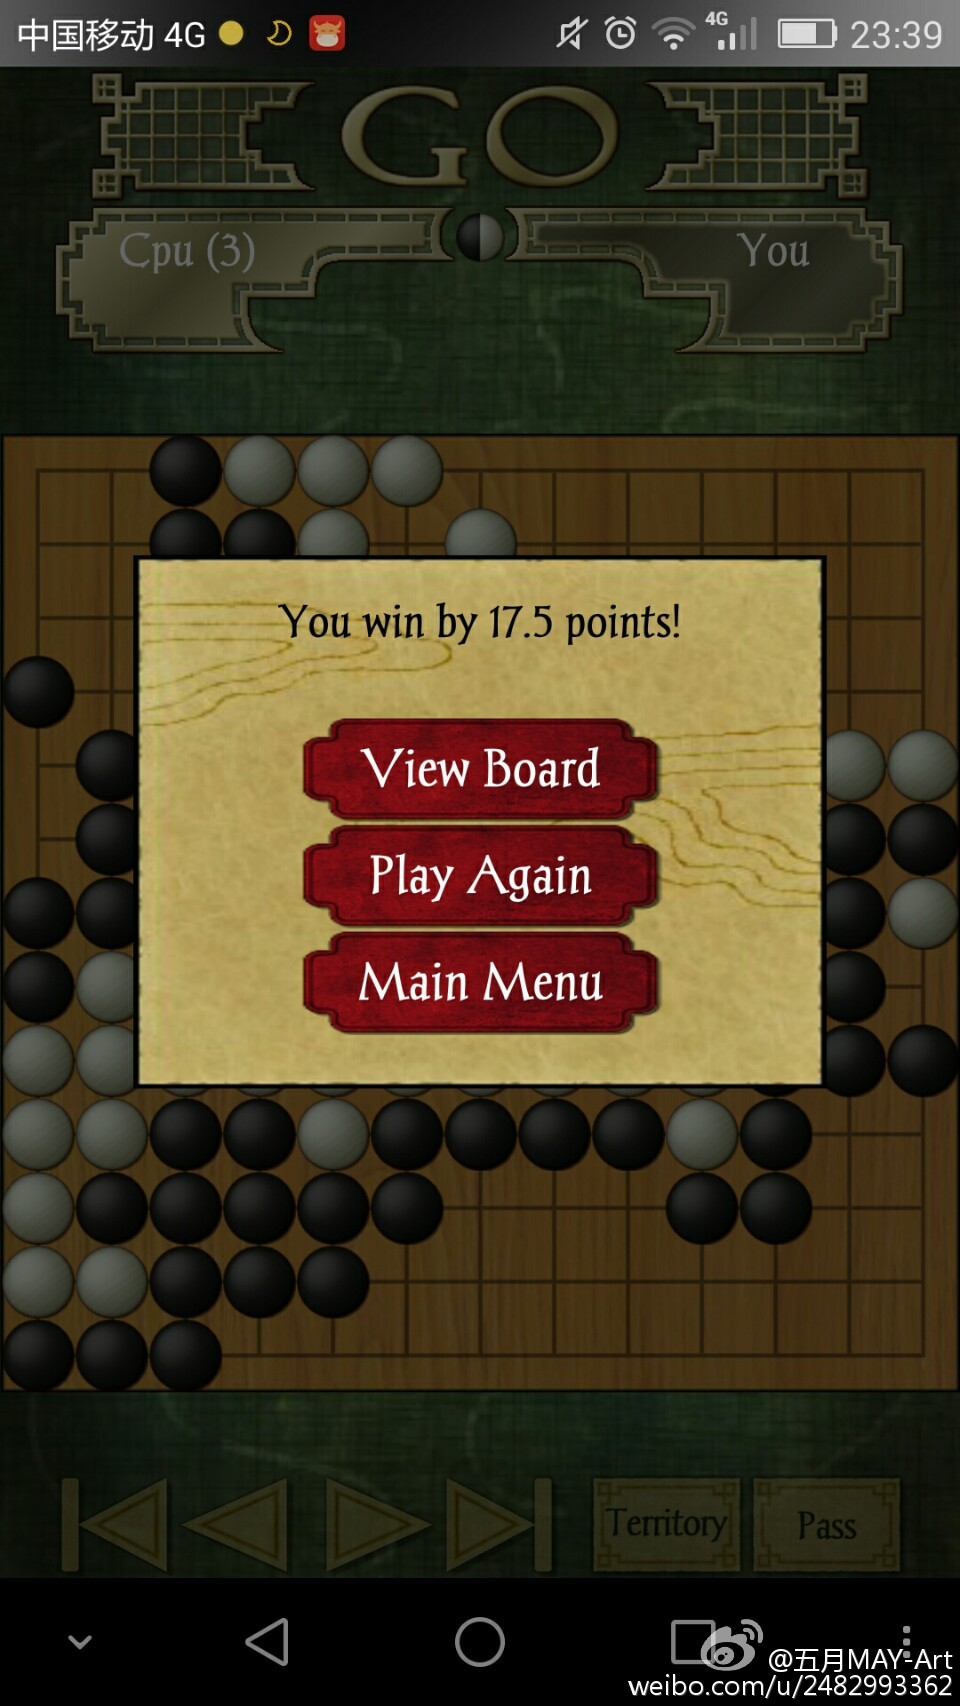 中国移动 4G
4G
23:39
GO
Cpu (3)
You
You win by 17.5 points!
View Board
Play Again
Main Menu
Territory
Pass
@五月MAY-Art
weibo.com/u/2482993362